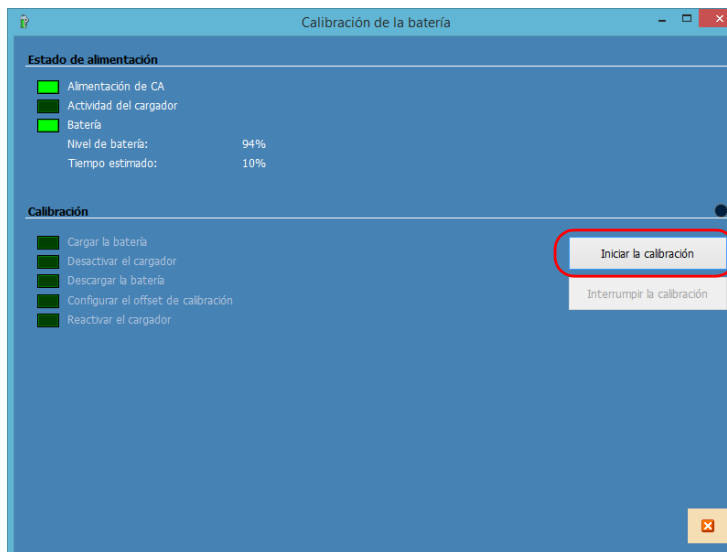 Calibración de la batería
Estado de alimentación
Alimentación de CA
Actividad del cargador
Batería
Nivel de batería: 94%
Tiempo estimado: 10%
Calibración
Cargar la batería
Iniciar la calibración
Desactivar el cargador
Descargar la batería
Interrumpir la calibración
Configurar el offset de calibración
Reactivar el cargador